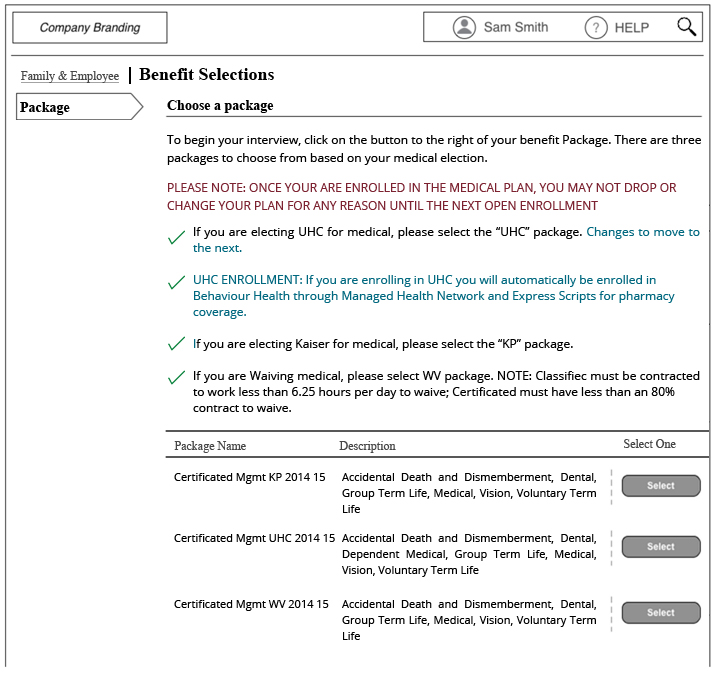 Company Branding
Sam Smith
? HELP
Family & Employee | Benefit Selections
Package
Choose a package
To begin your interview, click on the button to the right of your benefit Package. There are three
packages to choose from based on your medical election.
PLEASE NOTE: ONCE YOUR ARE ENROLLED IN THE MEDICAL PLAN, YOU MAY NOT DROP OR
CHANGE YOUR PLAN FOR ANY REASON UNTIL THE NEXT OPEN ENROLLMENT
If you are electing UHC for medical, please select the “UHC” package. Changes to move to
the next.
UHC ENROLLMENT: If you are enrolling in UHC you will automatically be enrolled in
Behaviour Health through Managed Health Network and Express Scripts for pharmacy
coverage.
If you are electing Kaiser for medical, please select the “KP” package.
If you are Waiving medical, please select WV package. NOTE: Classifiec must be contracted
to work less than 6.25 hours per day to waive; Certificated must have less than an 80%
contract to waive.
Package Name Description Select One
Certificated Mgmt KP 2014 15 Accidental Death and Dismemberment, Dental,
Group Term Life, Medical, Vision, Voluntary Term
Life
Select
Certificated Mgmt UHC 2014 15 Accidental Death and Dismemberment, Dental,
Dependent Medical, Group Term Life, Medical,
Vision, Voluntary Term Life
Select
Certificated Mgmt WV 2014 15 Accidental Death and Dismemberment, Dental,
Group Term Life, Medical, Vision, Voluntary Term
Life
Select